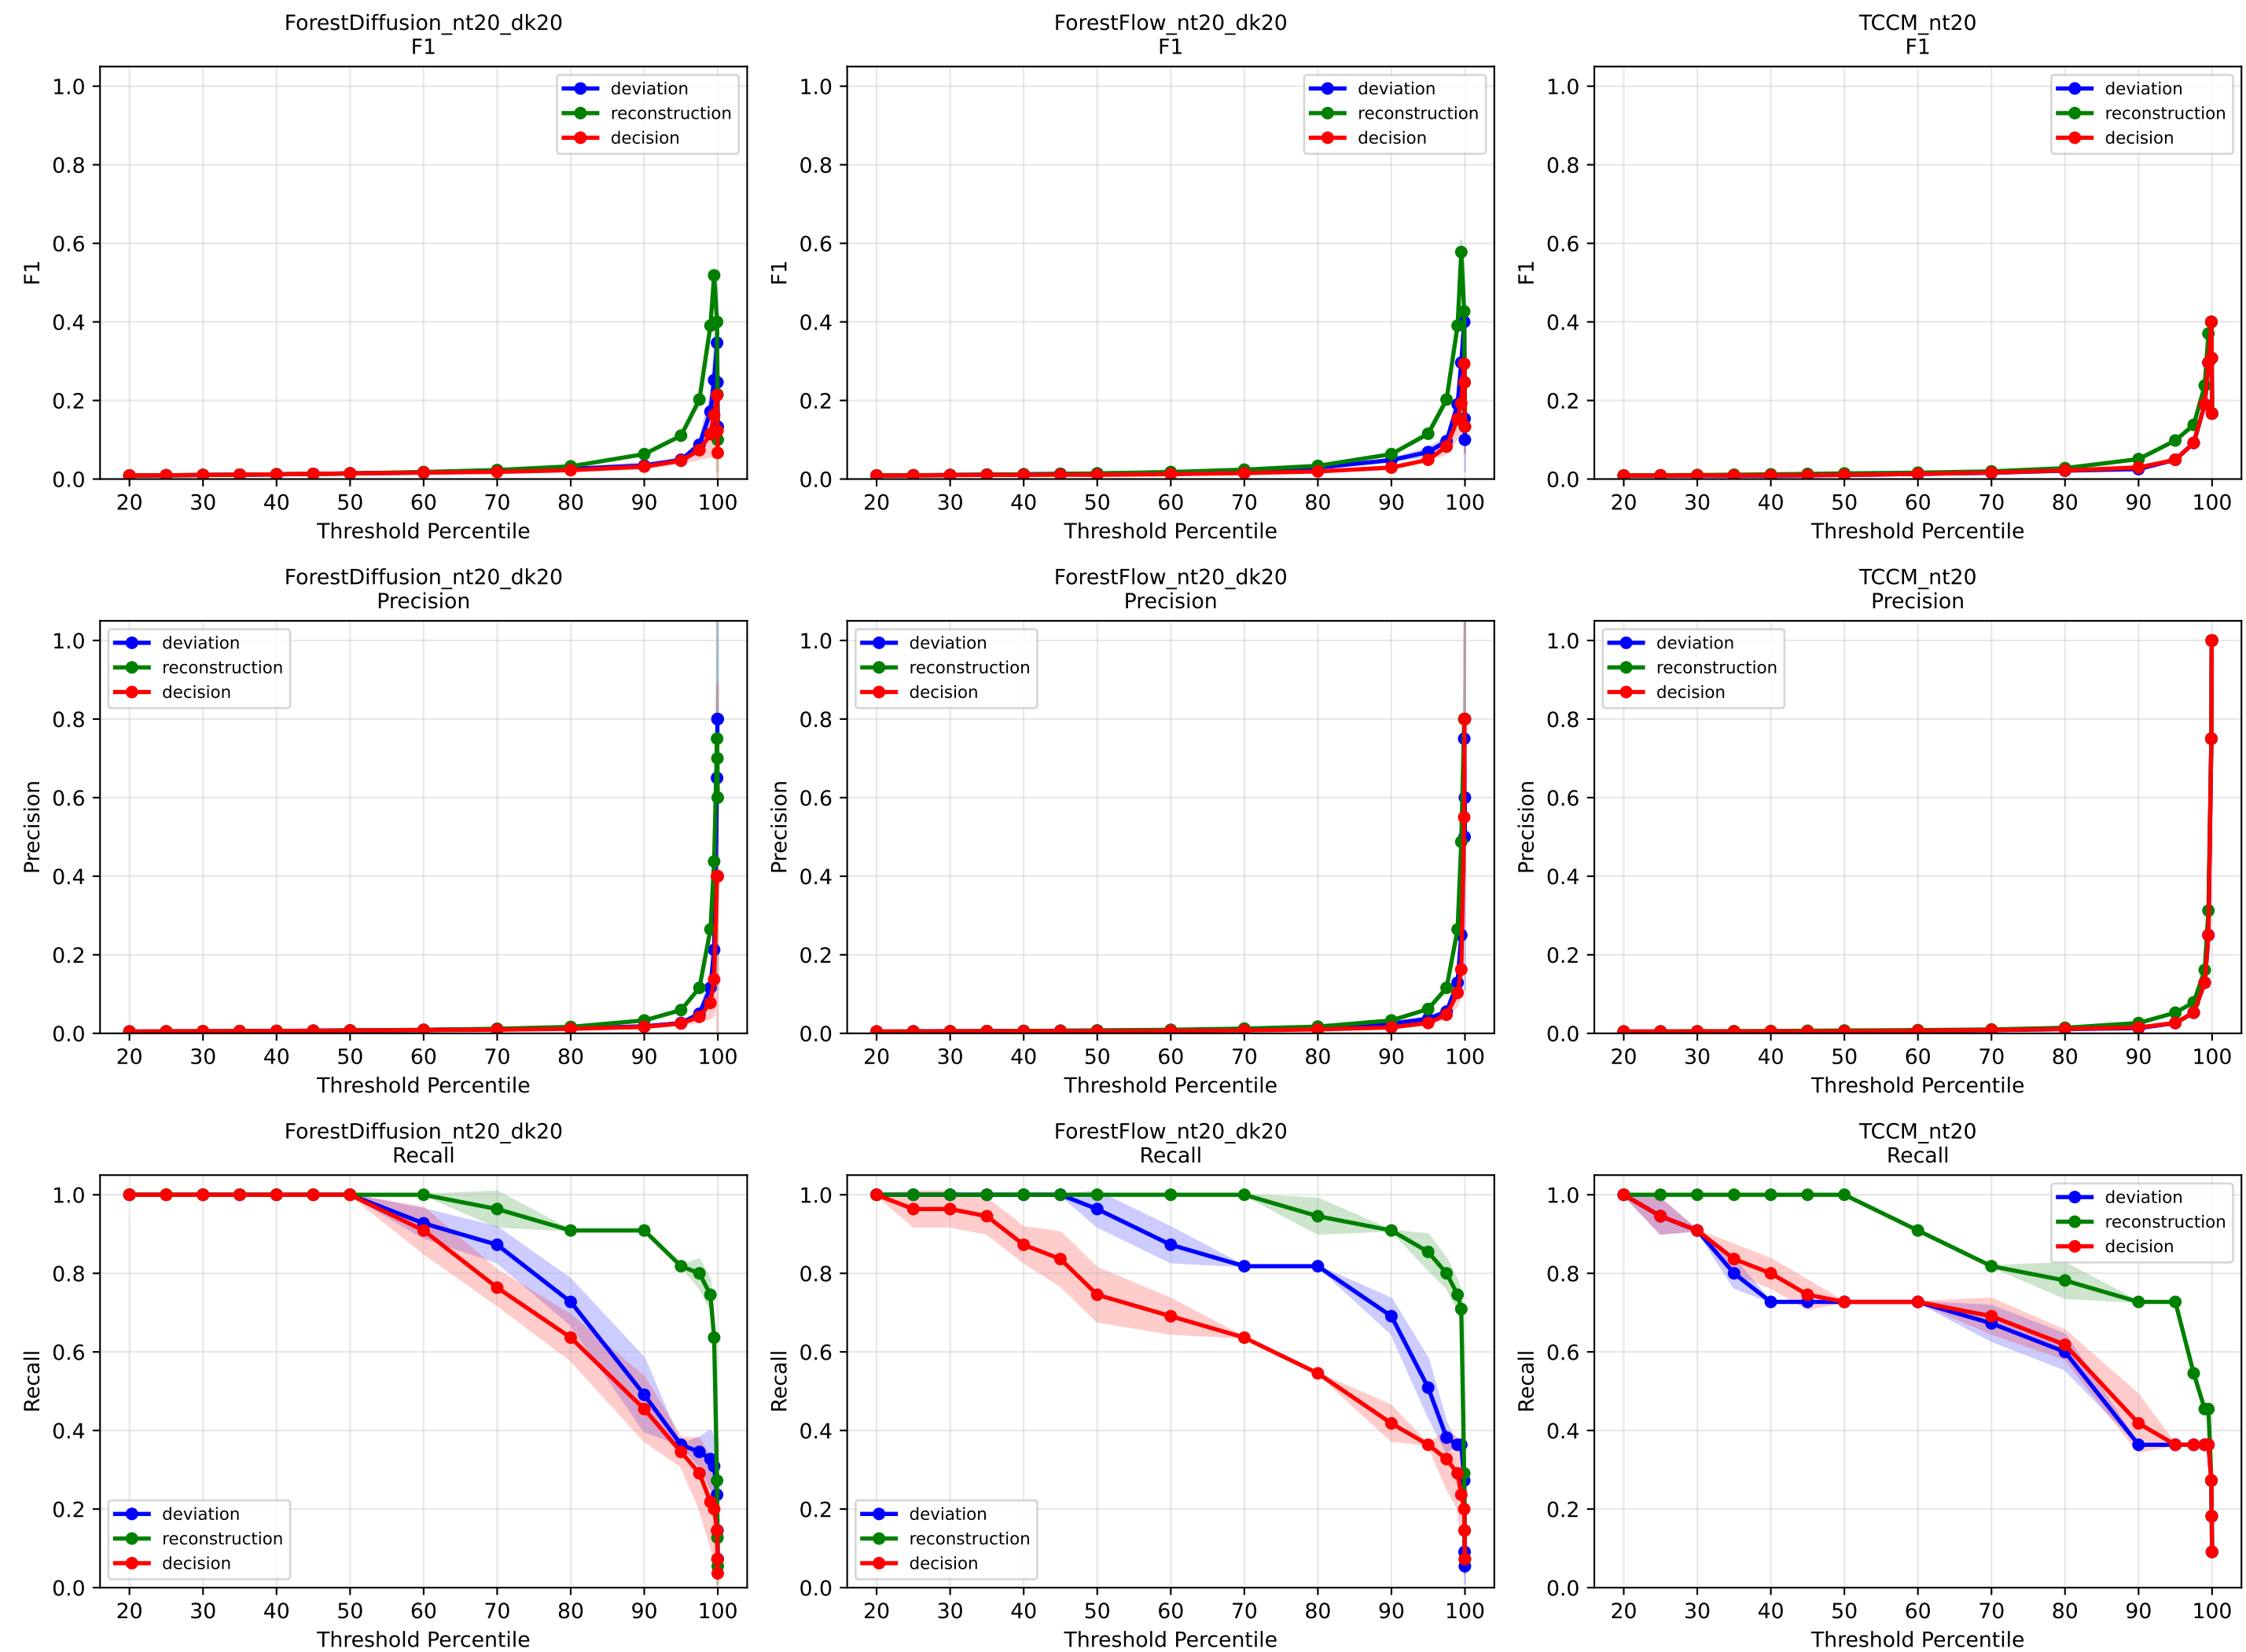 ForestDiffusion_nt20_dk20
F1
1.0
0.8
0.6
0.4
0.2
0.0
F1
20 30 40 50 60 70 80 90 100
Threshold Percentile
deviation
reconstruction
decision
ForestFlow_nt20_dk20
F1
1.0
0.8
0.6
0.4
0.2
0.0
F1
20 30 40 50 60 70 80 90 100
Threshold Percentile
deviation
reconstruction
decision
TCCM_nt20
F1
1.0
0.8
0.6
0.4
0.2
0.0
F1
20 30 40 50 60 70 80 90 100
Threshold Percentile
deviation
reconstruction
decision
ForestDiffusion_nt20_dk20
Precision
1.0
0.8
0.6
0.4
0.2
0.0
Precision
20 30 40 50 60 70 80 90 100
Threshold Percentile
deviation
reconstruction
decision
ForestFlow_nt20_dk20
Precision
1.0
0.8
0.6
0.4
0.2
0.0
Precision
20 30 40 50 60 70 80 90 100
Threshold Percentile
deviation
reconstruction
decision
TCCM_nt20
Precision
1.0
0.8
0.6
0.4
0.2
0.0
Precision
20 30 40 50 60 70 80 90 100
Threshold Percentile
deviation
reconstruction
decision
ForestDiffusion_nt20_dk20
Recall
1.0
0.8
0.6
0.4
0.2
0.0
Recall
20 30 40 50 60 70 80 90 100
Threshold Percentile
deviation
reconstruction
decision
ForestFlow_nt20_dk20
Recall
1.0
0.8
0.6
0.4
0.2
0.0
Recall
20 30 40 50 60 70 80 90 100
Threshold Percentile
deviation
reconstruction
decision
TCCM_nt20
Recall
1.0
0.8
0.6
0.4
0.2
0.0
Recall
20 30 40 50 60 70 80 90 100
Threshold Percentile
deviation
reconstruction
decision